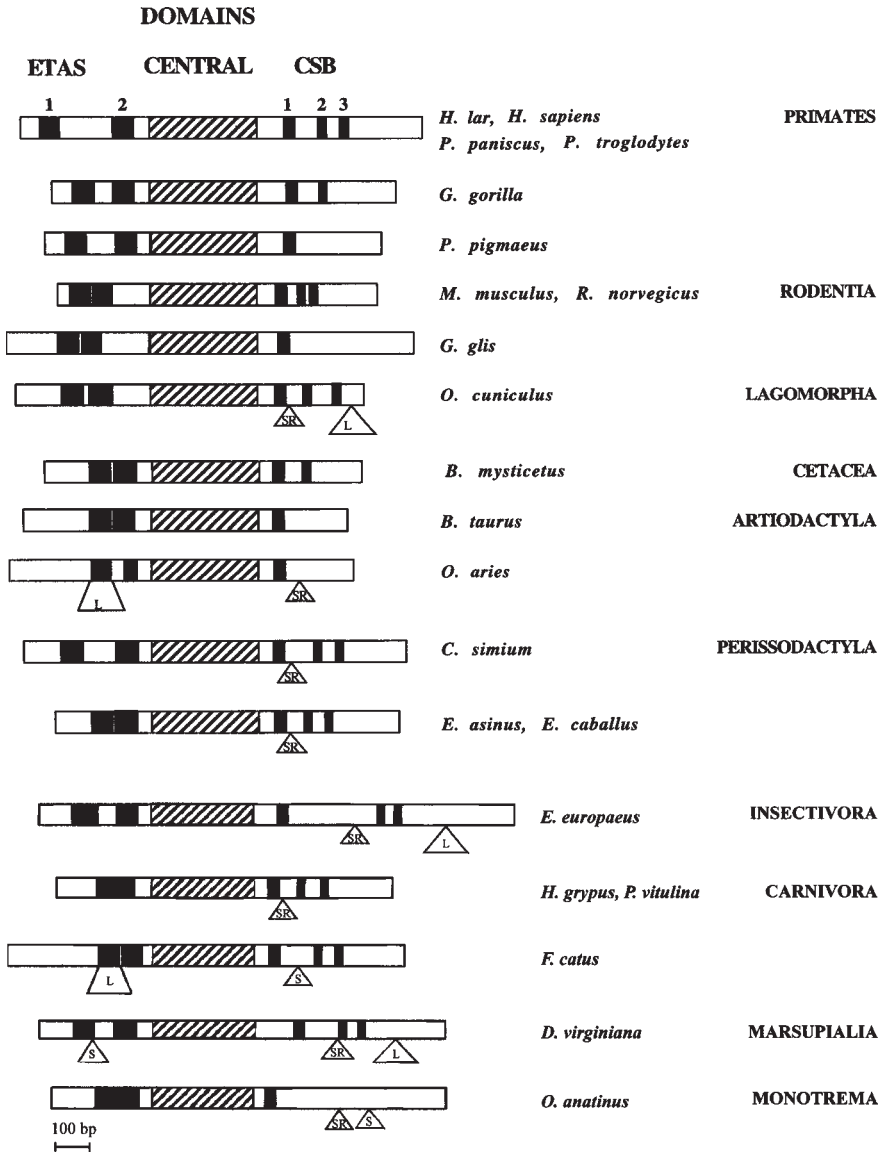 DOMAINS
ETAS CENTRAL CSB
1 2 1 2 3
H. lar, H. sapiens PRIMATES
P. paniscus, P. troglodytes
G. gorilla
P. pigmaeus
M. musculus, R. norvegicus RODENTIA
G. glis
O. cuniculus LAGOMORPHA
SR L
B. mysticetus CETACEA
B. taurus ARTIODACTYLA
O. aries
L SR
C. simium PERISSODACTYLA
SR
E. asinus, E. caballus
SR
E. europaeus INSECTIVORA
SR L
H. grypus, P. vitulina CARNIVORA
SR
F. catus
L S
D. virginiana MARSUPIALIA
S SR L
O. anatinus MONOTREMA
SR S
100 bp